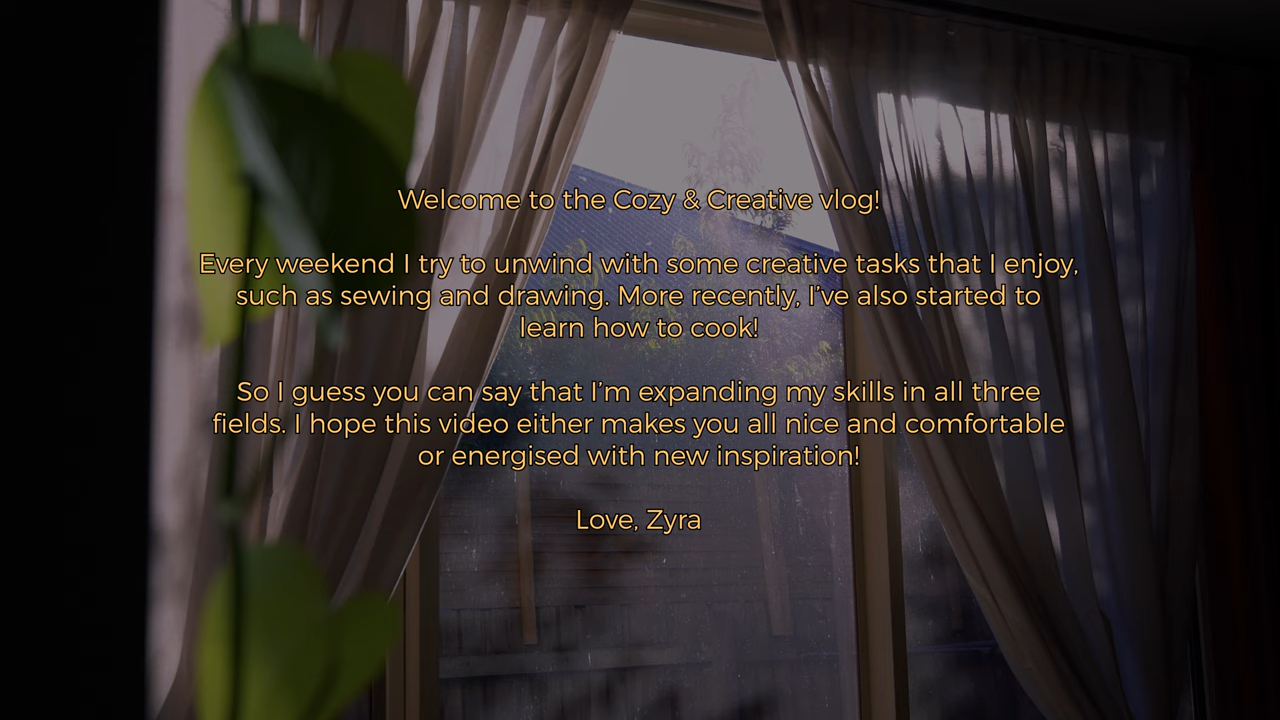 Welcome to the Cozy & Creative vlog!
Every weekend I try to unwind with some creative tasks that I enjoy,
such as sewing and drawing. More recently, I've also started to
learn how to cook!
So I guess you can say that I'm expanding my skills in all three
fields. I hope this video either makes you all nice and comfortable
or energised with new inspiration!
Love, Zyra